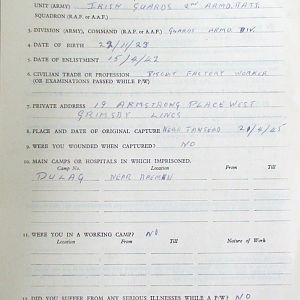 (ARMY) IRISH GUARDS 2ND ARMD. BATT.
SQUADRON (R.A.F. or A.A.F.)
3. DIVISION (ARMY), COMMAND (R.A.F. or A.A.F.) GUARDS ARMD DIV.
4. DATE OF BIRTH 22/11/23
5. DATE OF ENLISTMENT 15/4/42
6. CIVILIAN TRADE OR PROFESSION BISCUIT FACTORY WORKER
(OR EXAMINATIONS PASSED WHILE P/W)
7. PRIVATE ADDRESS 19 ARMSTRONG PLACE WEST
GRIMSBY LINCS
8. PLACE AND DATE OF ORIGINAL CAPTURE NEAR 20/4/45
9. WERE YOU WOUNDED WHEN CAPTURED? NO
10. MAIN CAMPS OR HOSPITALS IN WHICH IMPRISONED.
Camp No. Location From Till
DULAG NEAR BREMEN
11. WERE YOU IN A WORKING CAMP? NO
Location From Till Nature of Work
12. DID YOU SUFFER FROM ANY SERIOUS ILLNESSES WHILE A P/W? NO